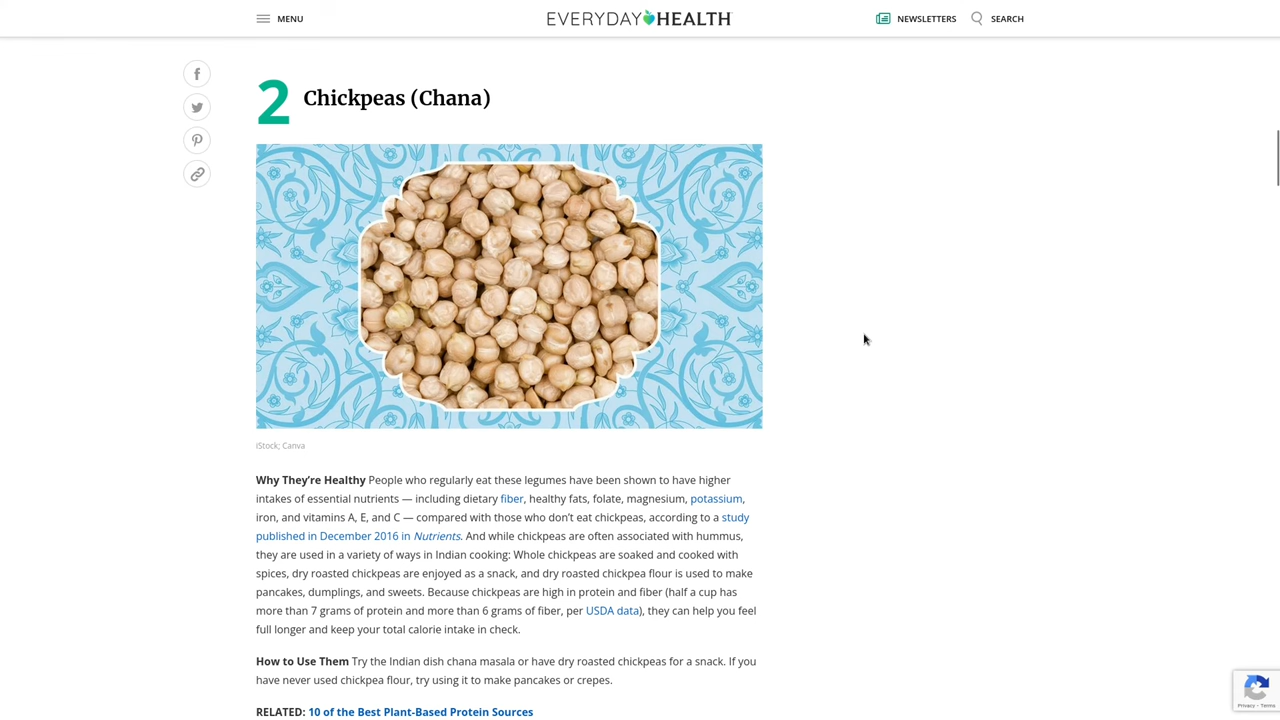 MENU
EVERYDAY HEALTH
NEWSLETTERS
SEARCH
2 Chickpeas (Chana)
iStock; Canva
Why They're Healthy People who regularly eat these legumes have been shown to have higher
intakes of essential nutrients — including dietary fiber, healthy fats, folate, magnesium, potassium,
iron, and vitamins A, E, and C — compared with those who don't eat chickpeas, according to a study
published in December 2016 in Nutrients. And while chickpeas are often associated with hummus,
they are used in a variety of ways in Indian cooking: Whole chickpeas are soaked and cooked with
spices, dry roasted chickpeas are enjoyed as a snack, and dry roasted chickpea flour is used to make
pancakes, dumplings, and sweets. Because chickpeas are high in protein and fiber (half a cup has
more than 7 grams of protein and more than 6 grams of fiber, per USDA data), they can help you feel
full longer and keep your total calorie intake in check.
How to Use Them Try the Indian dish chana masala or have dry roasted chickpeas for a snack. If you
have never used chickpea flour, try using it to make pancakes or crepes.
RELATED: 10 of the Best Plant-Based Protein Sources
Privacy - Terms